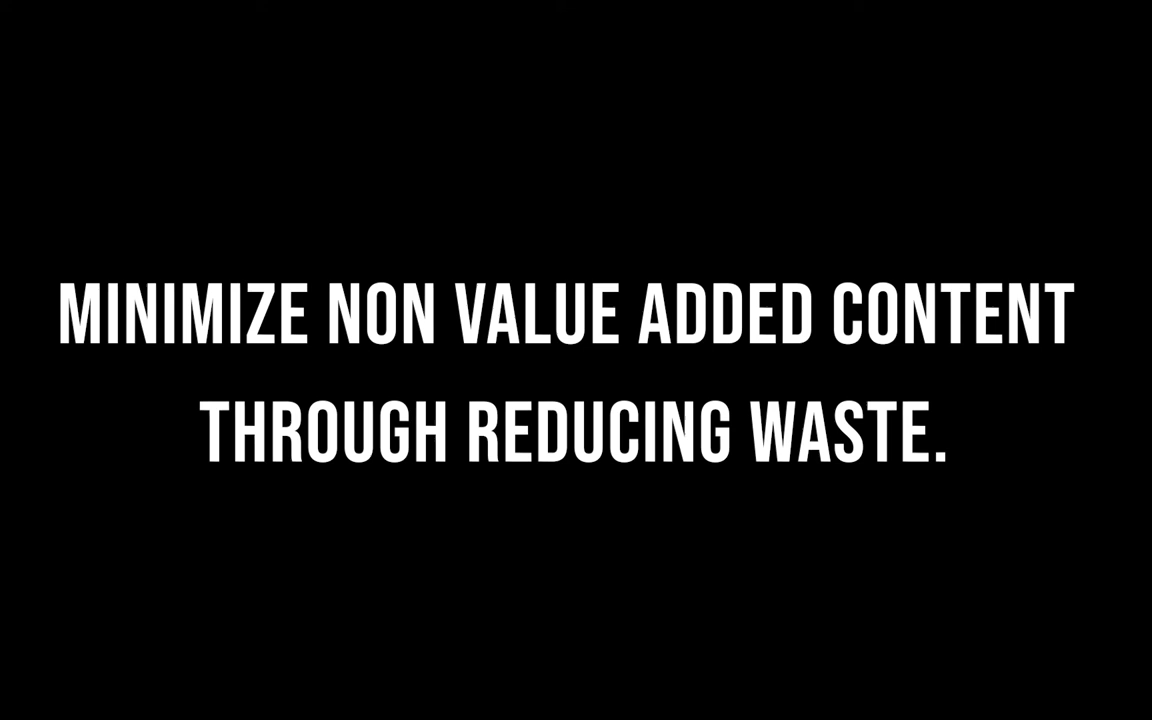 MINIMIZE NON VALUE ADDED CONTENT
THROUGH REDUCING WASTE.